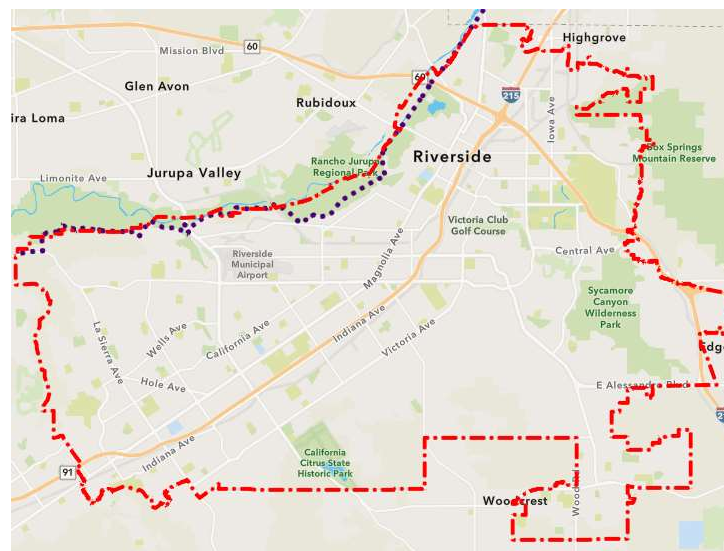 Highgrove
Mission Blvd
60
60
Glen Avon
215
Rubidoux
Iowa Ave
ira Loma
Box Springs
Mountain Reserve
Riverside
Rancho Jurupa
Regional Park
Jurupa Valley
Limonite Ave
Victoria Club
Golf Course
Central Ave
Riverside
Municipal
Airport
Magnolia Ave
Sycamore
Canyon
Wilderness
Park
Indiana Ave
Victoria Ave
California Ave
Wells Ave
La Sierra Ave
Edg
Hole Ave
E Alessandro Blvd
Indiana Ave
California
Citrus State
Historic Park
91
Woodcrest